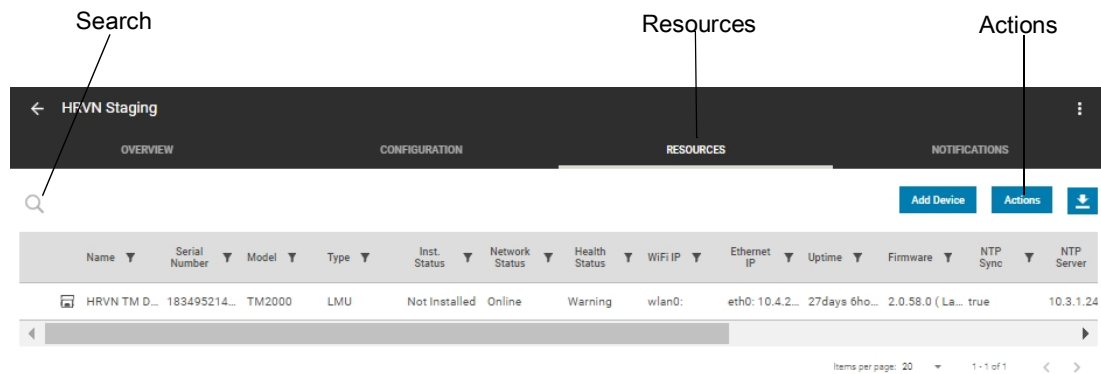 Search Resources Actions
HRVN Staging
OVERVIEW CONFIGURATION RESOURCES NOTIFICATIONS
Add Device Actions
Name Serial Number Model Type Inst. Status Network Status Health Status WiFi IP Ethernet IP Uptime Firmware NTP Sync NTP Server
HRVN TM D... 183495214... TM2000 LMU Not Installed Online Warning wlan0: eth0: 10.4.2... 27days 6ho... 2.0.58.0 ( La... true 10.3.1.24
Items per page: 20 1 - 1 of 1